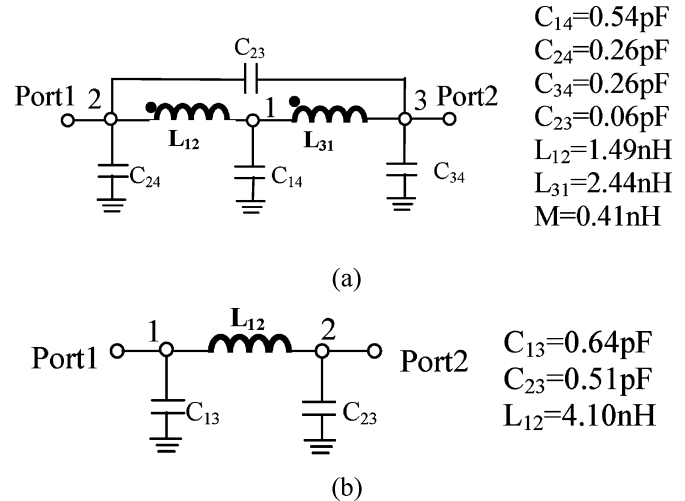 C₂₃
Port1 2 1 3 Port2
L₁₂ L₃₁
C₂₄ C₁₄ C₃₄
C₁₄=0.54pF
C₂₄=0.26pF
C₃₄=0.26pF
C₂₃=0.06pF
L₁₂=1.49nH
L₃₁=2.44nH
M=0.41nH
(a)
L₁₂
Port1 1 2 Port2
C₁₃ C₂₃
C₁₃=0.64pF
C₂₃=0.51pF
L₁₂=4.10nH
(b)